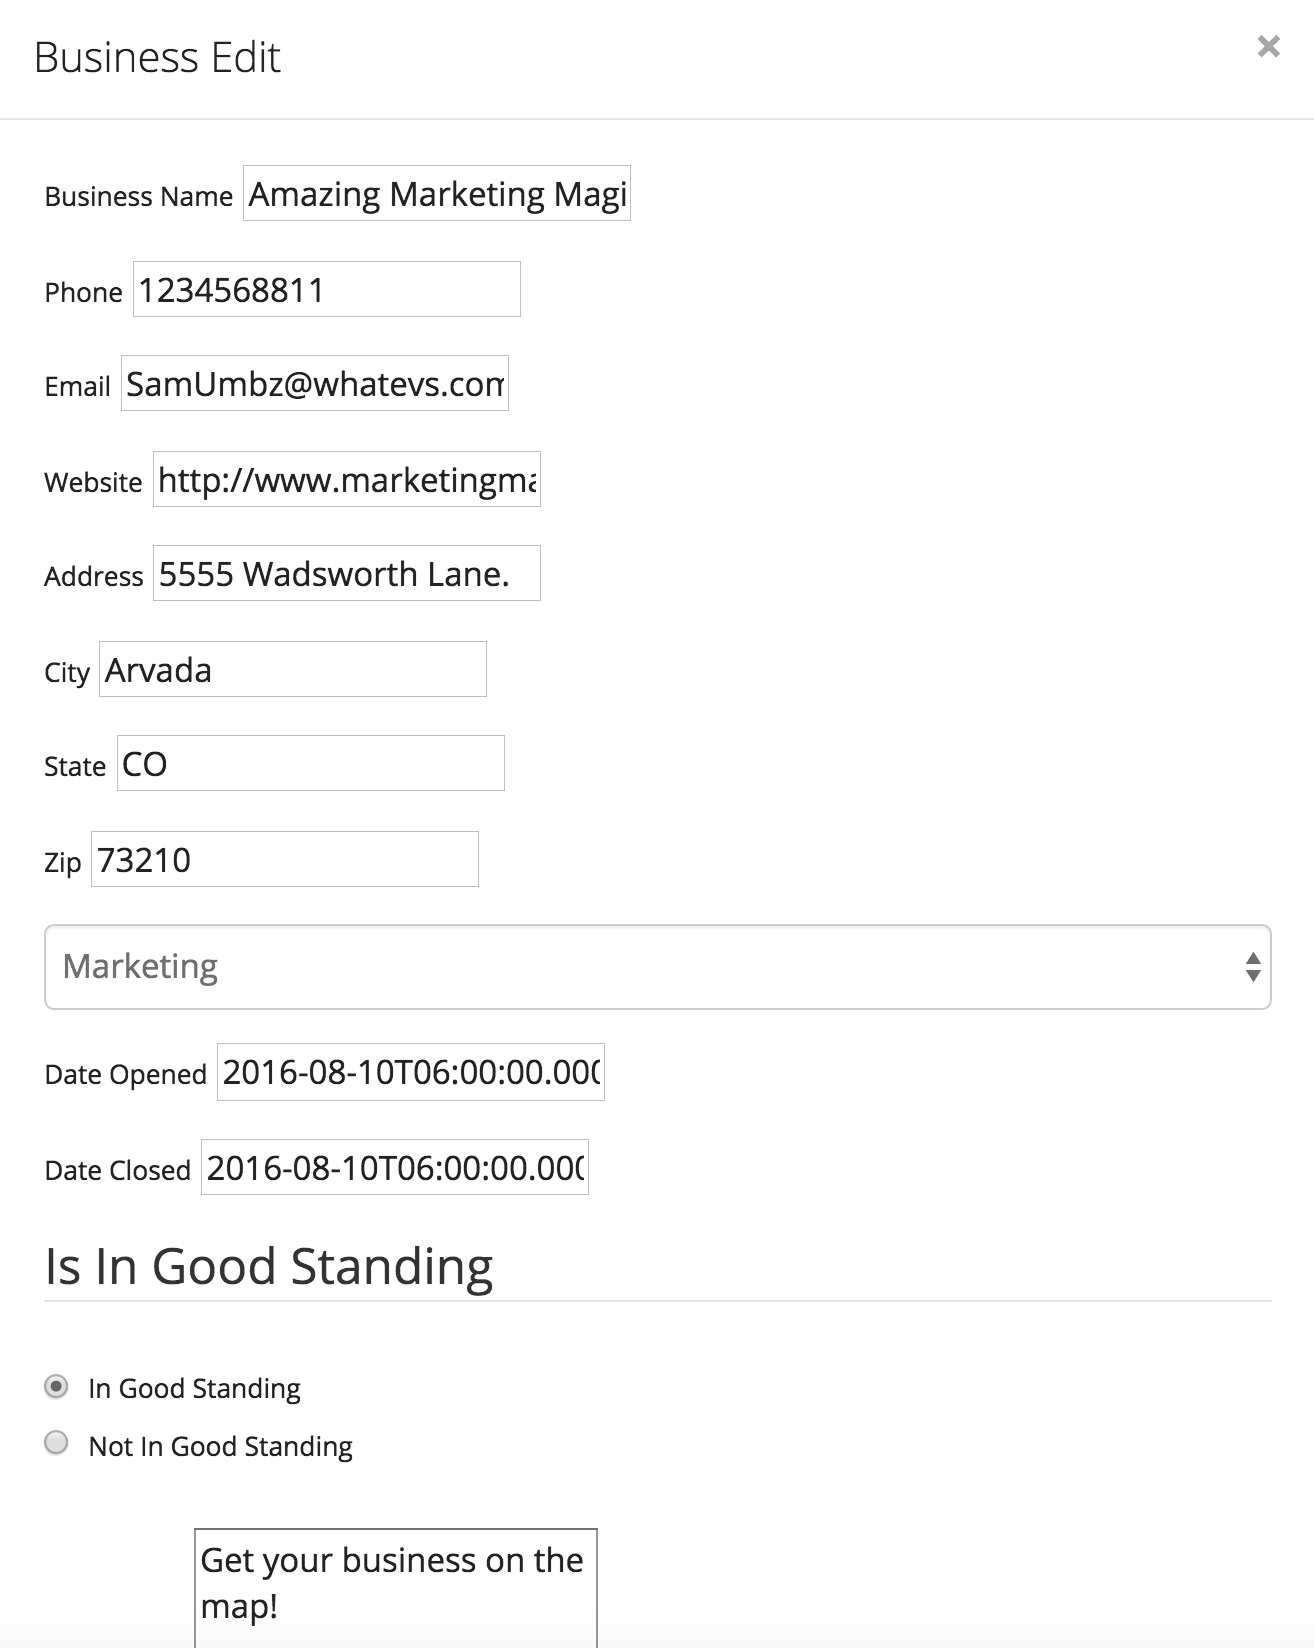 Business Edit
Business Name Amazing Marketing Magi
Phone 1234568811
Email SamUmbz@whatevs.com
Website http://www.marketingma
Address 5555 Wadsworth Lane.
City Arvada
State CO
Zip 73210
Marketing
Date Opened 2016-08-10T06:00:00.000
Date Closed 2016-08-10T06:00:00.000
Is In Good Standing
In Good Standing
Not In Good Standing
Get your business on the
map!